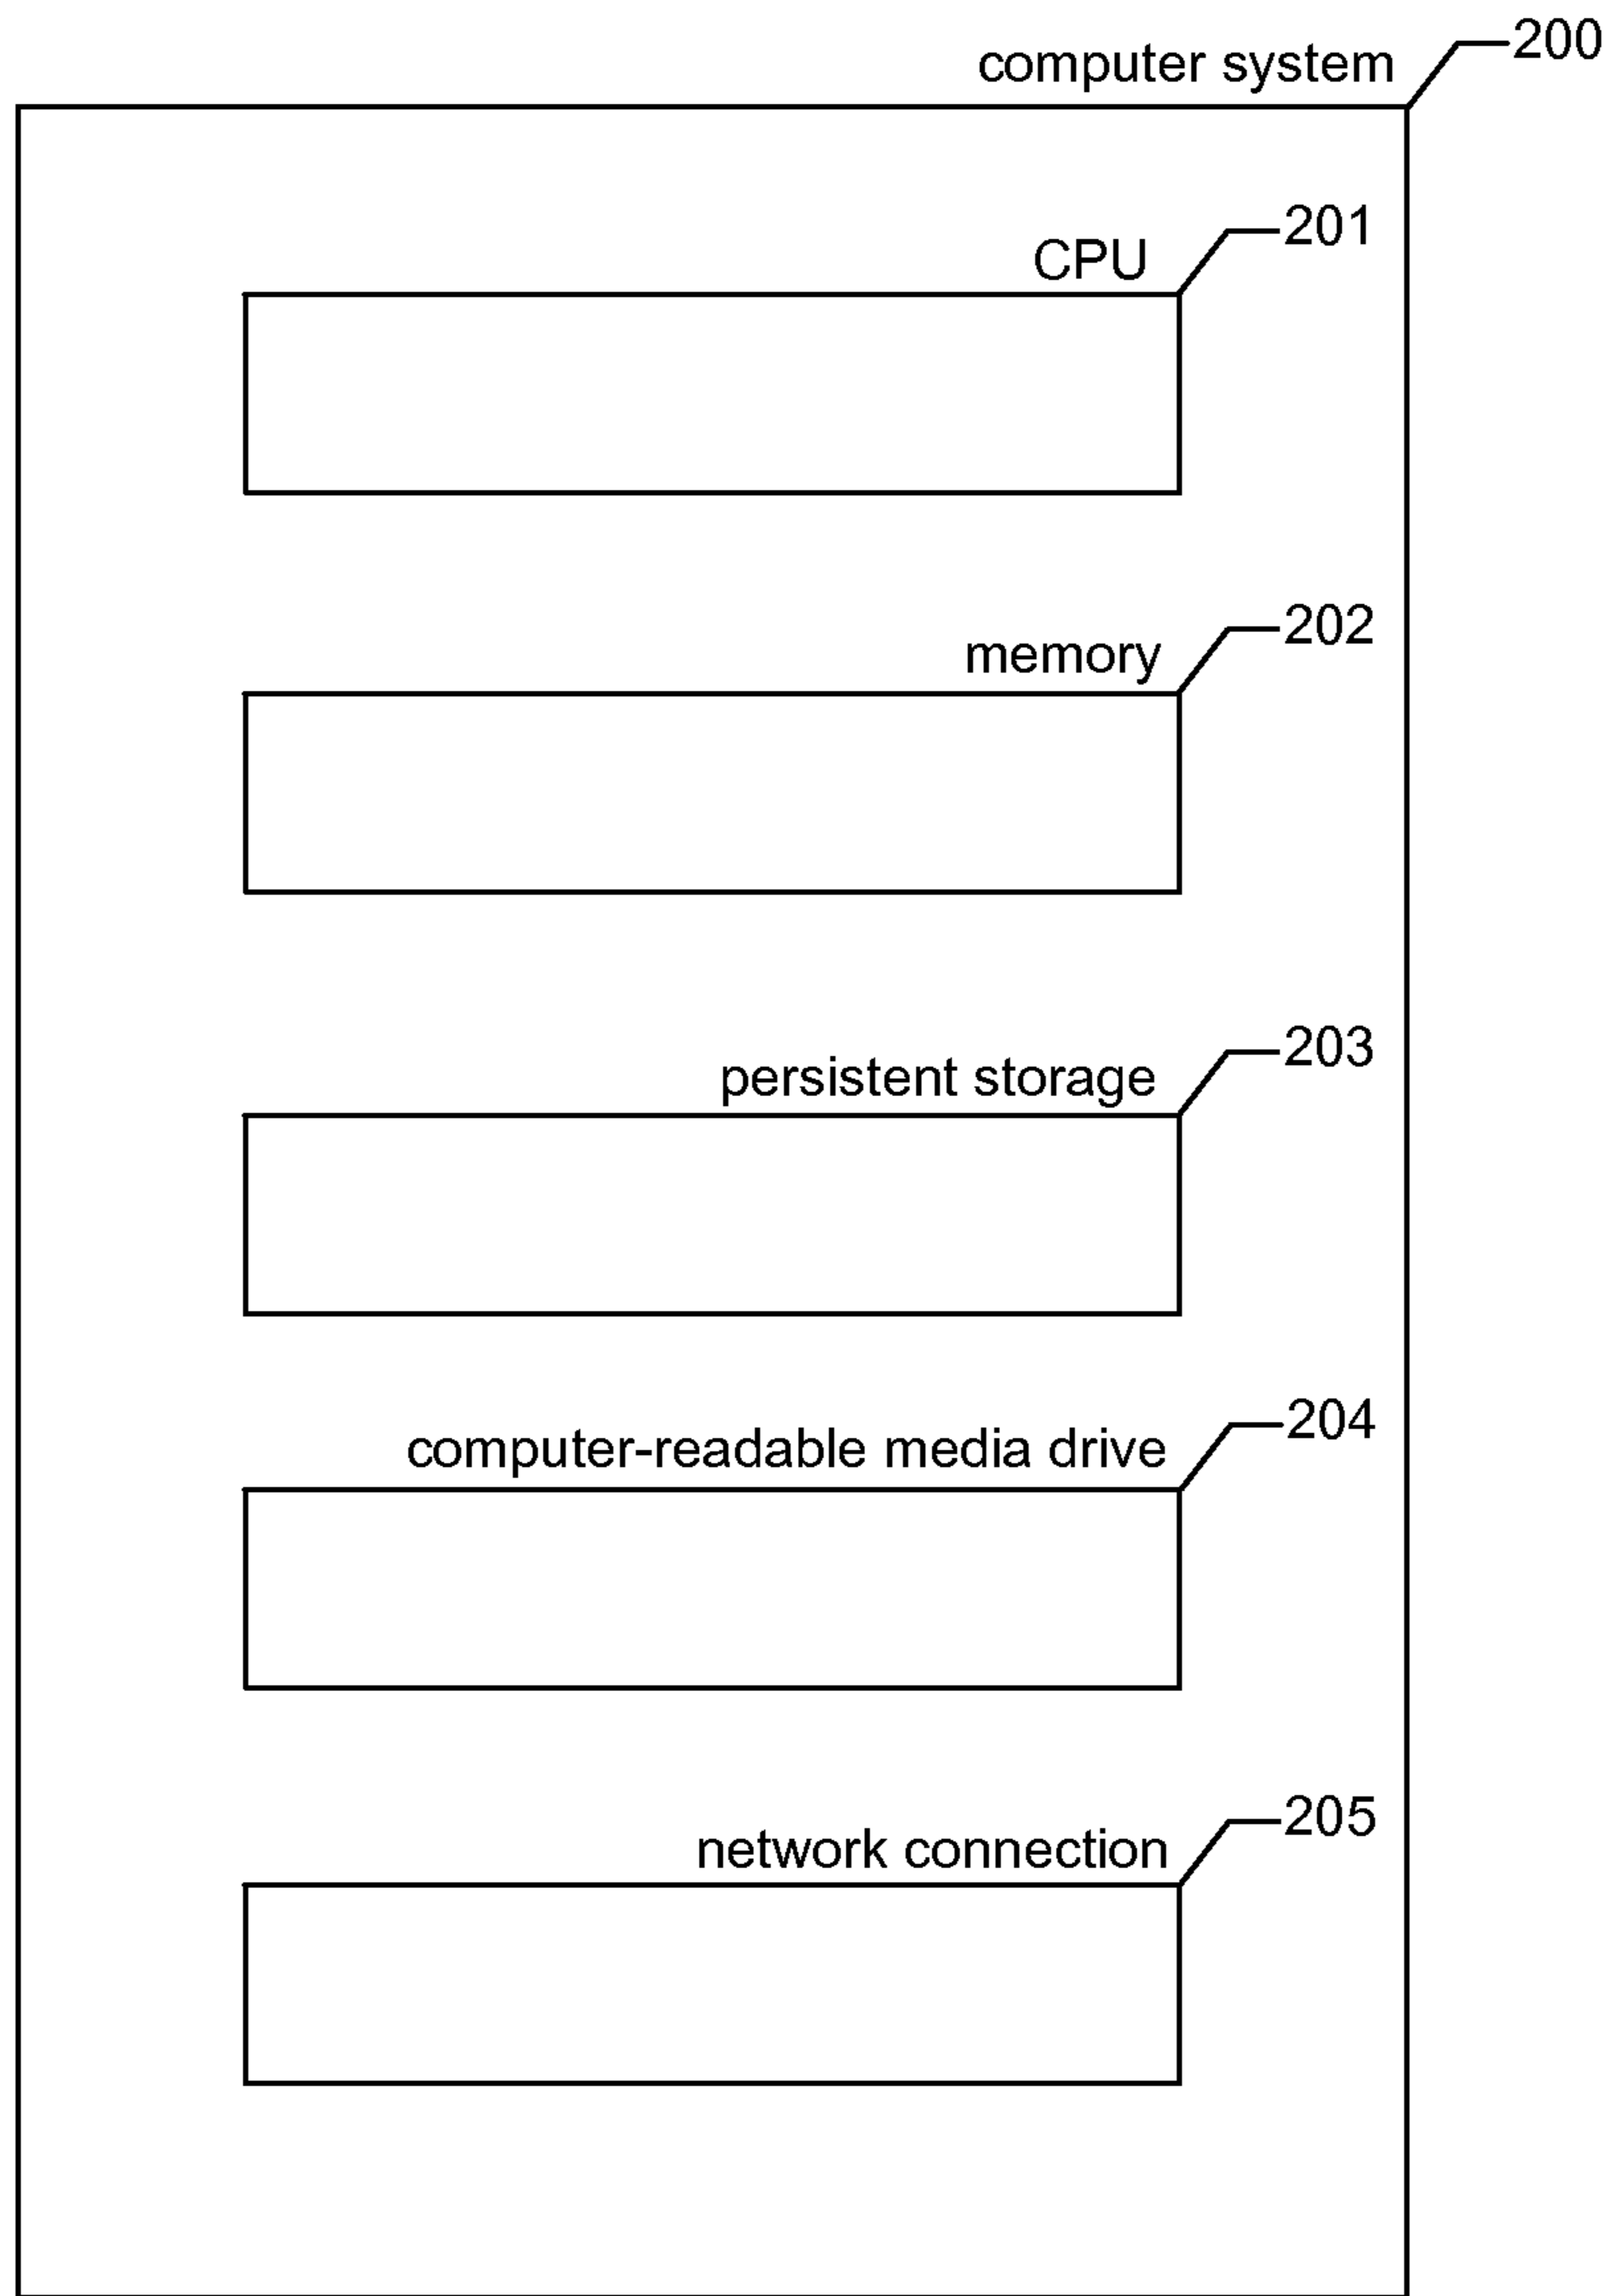 200
computer system
201
CPU
202
memory
203
persistent storage
204
computer-readable media drive
205
network connection